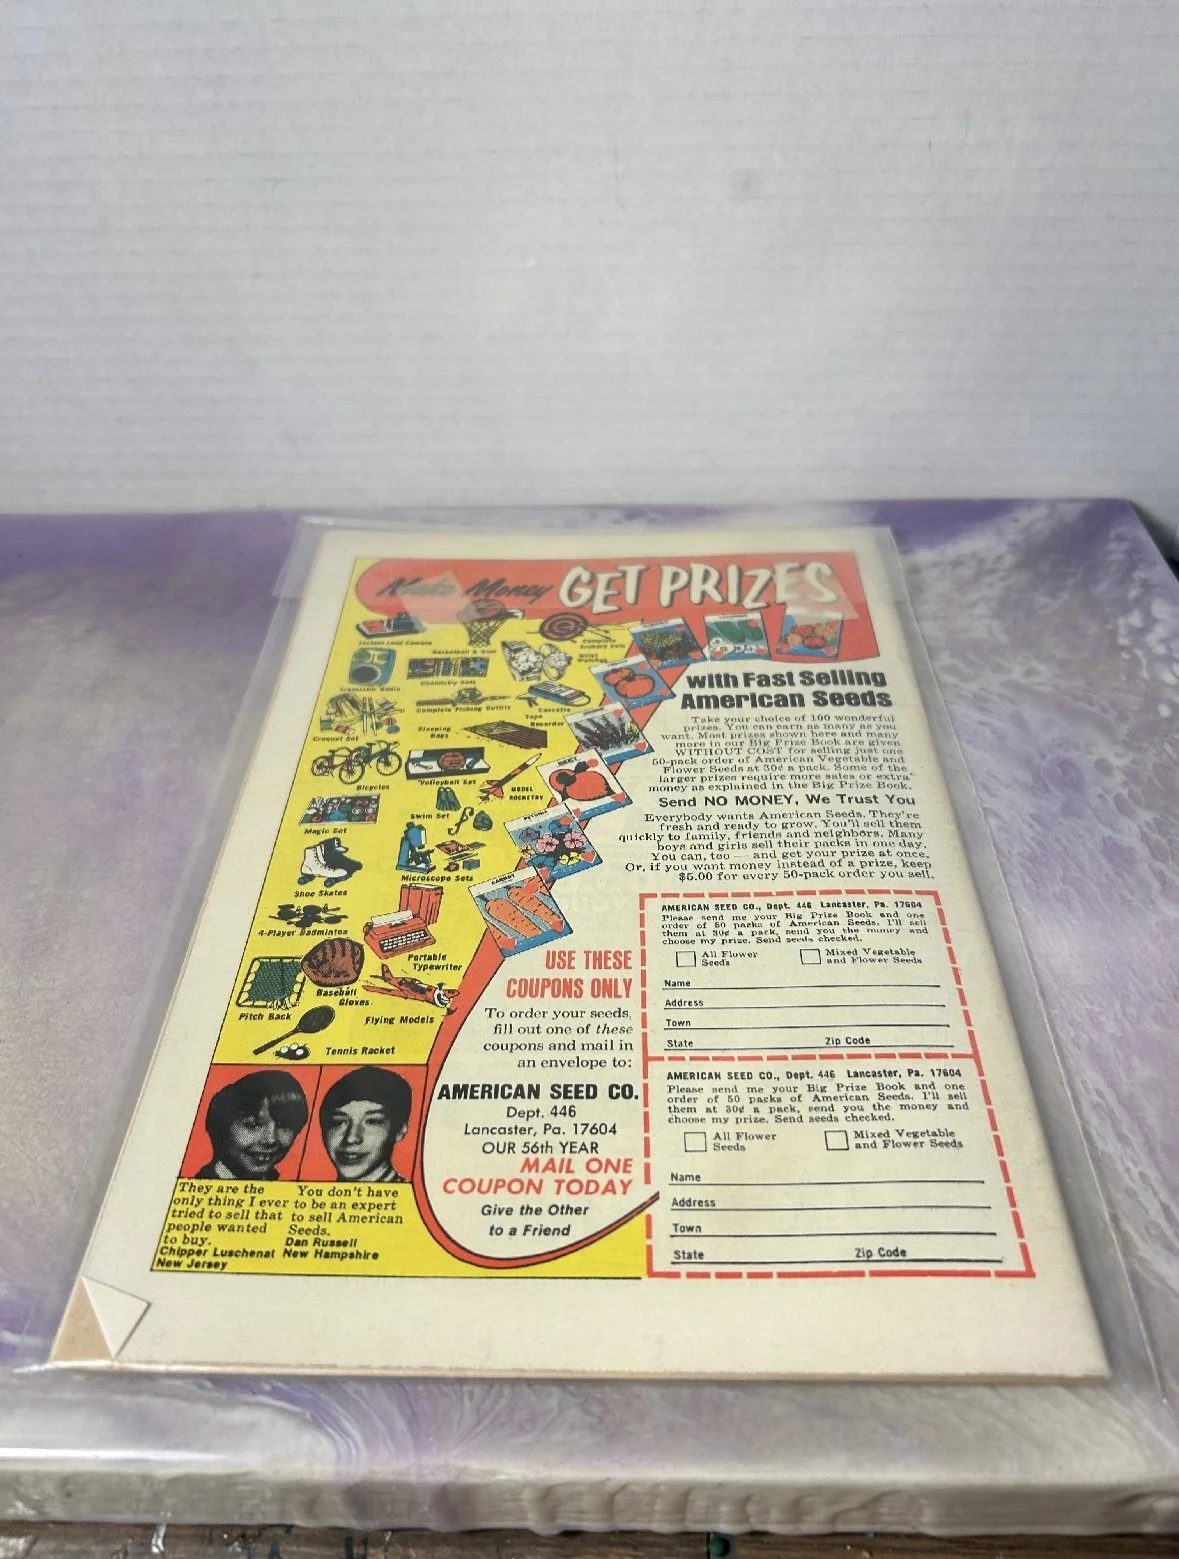 Make Money GET PRIZES
Instant-Load Camera
Basketball & Goal
Complete
Archery Sets
Wrist
Watches
Transistor Radio
Chemistry Sets
Complete Fishing Outfits
Cassette
Tape
Recorder
Croquet Set
Sleeping
Bags
Bicycles
Volleyball Set
MODEL
ROCKETRY
Magic Set
Swim Set
Shoe Skates
Microscope Sets
4-Player Badminton
Portable
Typewriter
Baseball
Gloves
Pitch Back
Flying Models
Tennis Racket
BEET
PETUNIA
CARROT
with Fast Selling
American Seeds
Take your choice of 100 wonderful
prizes. You can earn as many as you
want. Most prizes shown here and many
more in our Big Prize Book are given
WITHOUT COST for selling just one
50-pack order of American Vegetable and
Flower Seeds at 30¢ a pack. Some of the
larger prizes require more sales or extra
money as explained in the Big Prize Book.
Send NO MONEY, We Trust You
Everybody wants American Seeds. They're
fresh and ready to grow. You'll sell them
quickly to family, friends and neighbors. Many
boys and girls sell their packs in one day.
You can, too — and get your prize at once.
Or, if you want money instead of a prize, keep
$5.00 for every 50-pack order you sell.
USE THESE
COUPONS ONLY
To order your seeds,
fill out one of these
coupons and mail in
an envelope to:
AMERICAN SEED CO.
Dept. 446
Lancaster, Pa. 17604
OUR 56th YEAR
MAIL ONE
COUPON TODAY
Give the Other
to a Friend
AMERICAN SEED CO., Dept. 446 Lancaster, Pa. 17604
Please send me your Big Prize Book and one
order of 50 packs of American Seeds. I'll sell
them at 30¢ a pack, send you the money and
choose my prize. Send seeds checked.
All Flower
Seeds
Mixed Vegetable
and Flower Seeds
Name
Address
Town
State Zip Code
AMERICAN SEED CO., Dept. 446 Lancaster, Pa. 17604
Please send me your Big Prize Book and one
order of 50 packs of American Seeds. I'll sell
them at 30¢ a pack, send you the money and
choose my prize. Send seeds checked.
All Flower
Seeds
Mixed Vegetable
and Flower Seeds
Name
Address
Town
State Zip Code
They are the
only thing I ever
tried to sell that
people wanted
to buy.
Chipper Luschenat
New Jersey
You don't have
to be an expert
to sell American
Seeds.
Dan Russell
New Hampshire